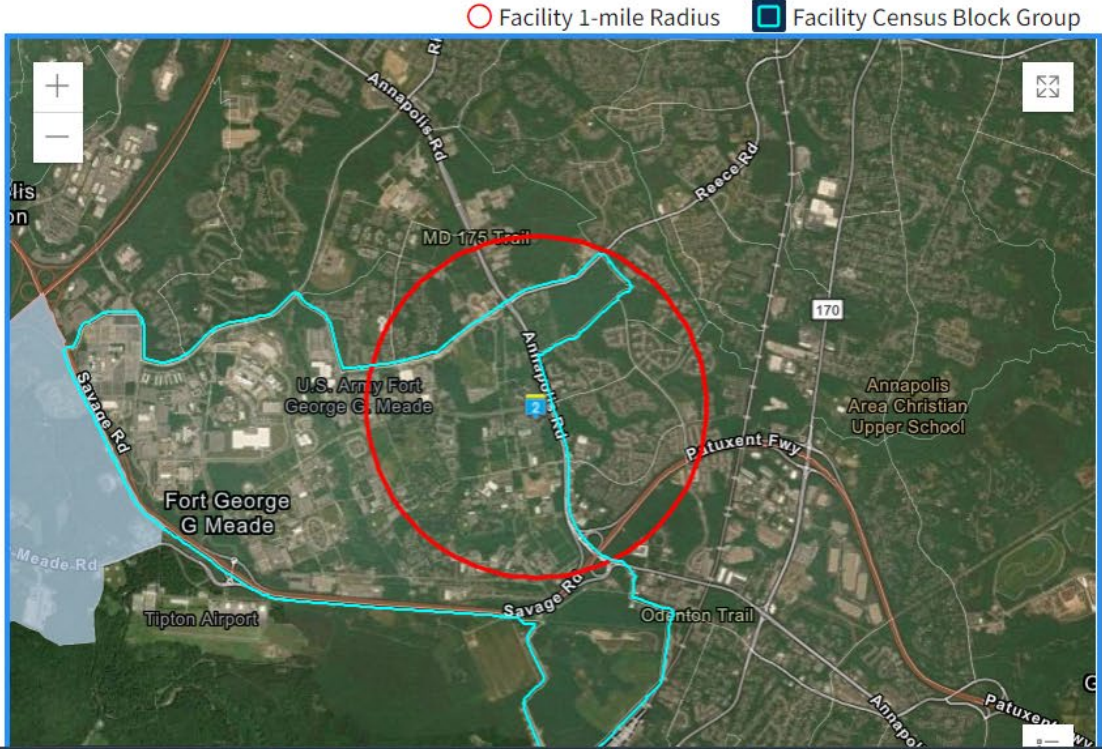 Facility 1-mile Radius
Facility Census Block Group
+
−
Annapolis Rd
Reece Rd
MD 175 Trail
170
U.S. Army Fort
George G. Meade
Annapolis Rd
2
Annapolis
Area Christian
Upper School
Savage Rd
Patuxent Fwy
Fort George
G Meade
Meade Rd
Savage Rd
Tipton Airport
Odenton Trail